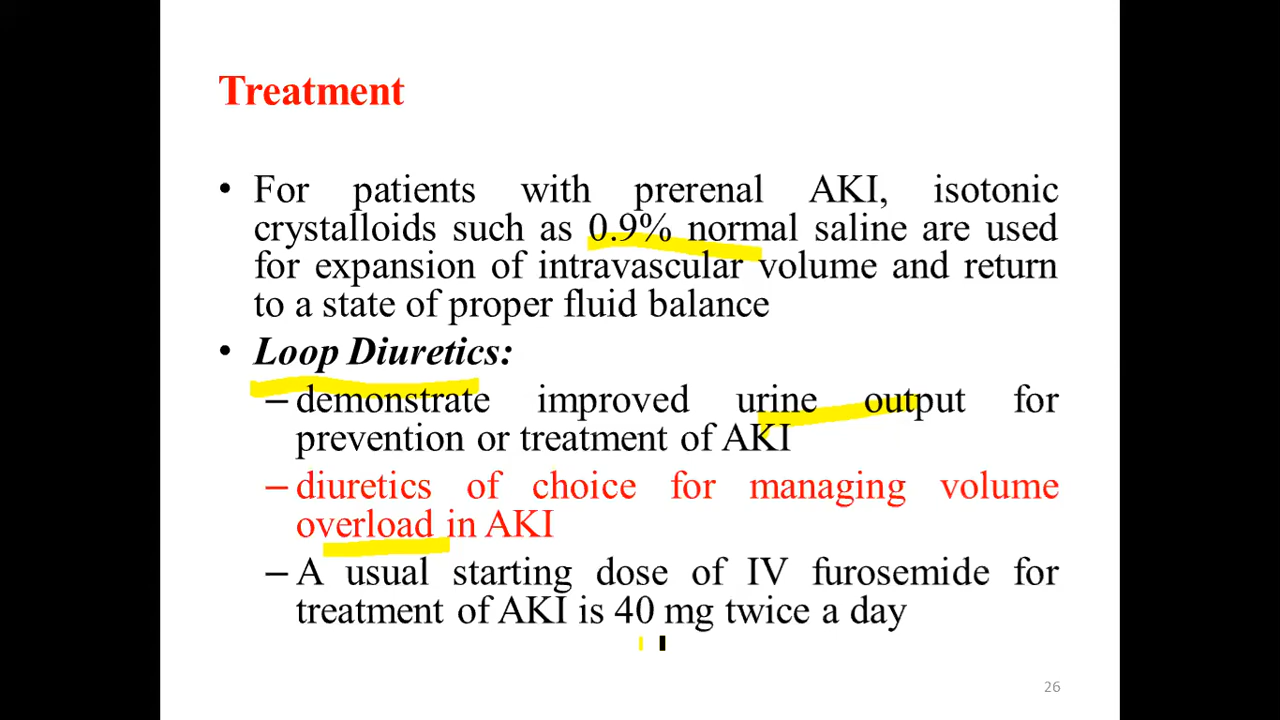 Treatment
• For patients with prerenal AKI, isotonic
crystalloids such as 0.9% normal saline are used
for expansion of intravascular volume and return
to a state of proper fluid balance
• Loop Diuretics:
– demonstrate improved urine output for
prevention or treatment of AKI
– diuretics of choice for managing volume
overload in AKI
– A usual starting dose of IV furosemide for
treatment of AKI is 40 mg twice a day
26